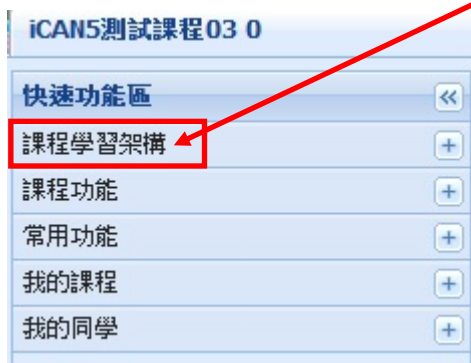 iCAN5測試課程03 0
快速功能區
課程學習架構
課程功能
常用功能
我的課程
我的同學